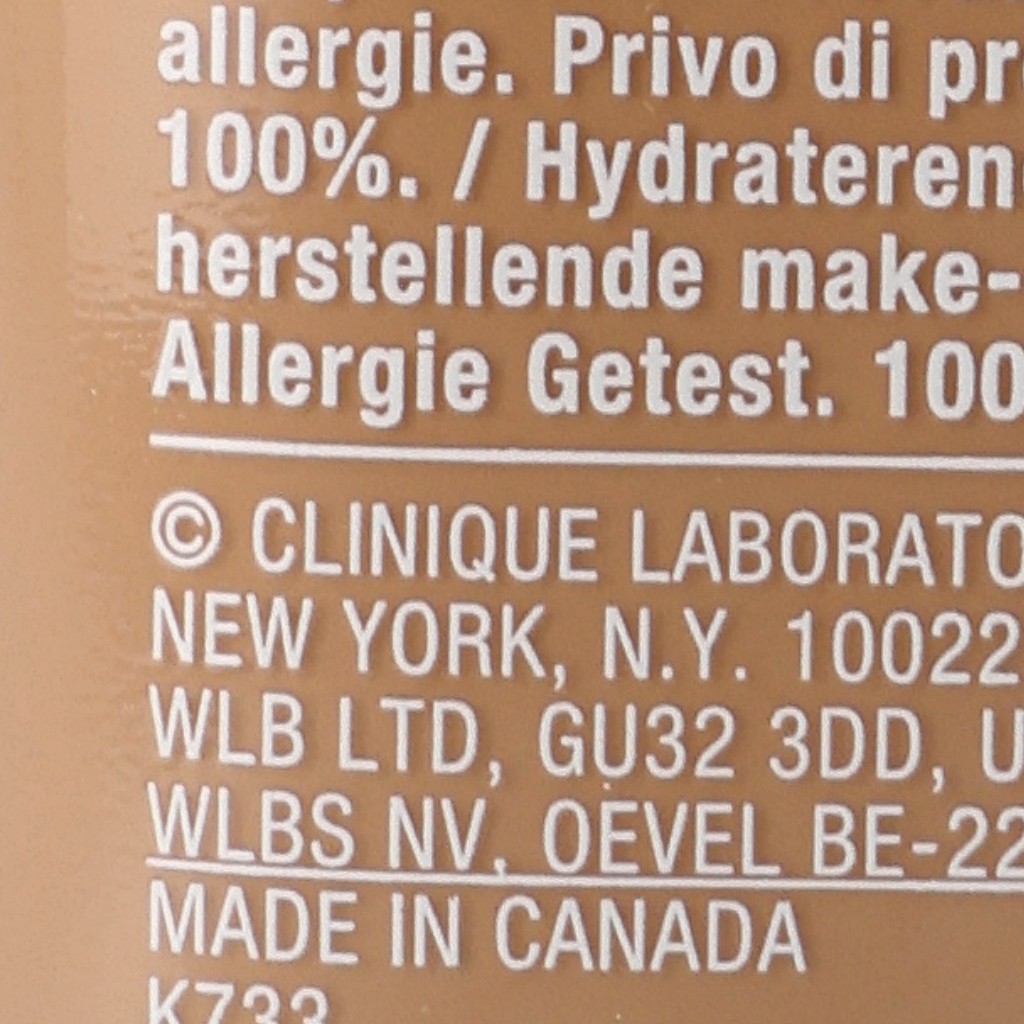 allergie. Privo di pr
100%. / Hydrateren
herstellende make-
Allergie Getest. 100
© CLINIQUE LABORATO
NEW YORK, N.Y. 10022
WLB LTD, GU32 3DD, U
WLBS NV, OEVEL BE-22
MADE IN CANADA
K733